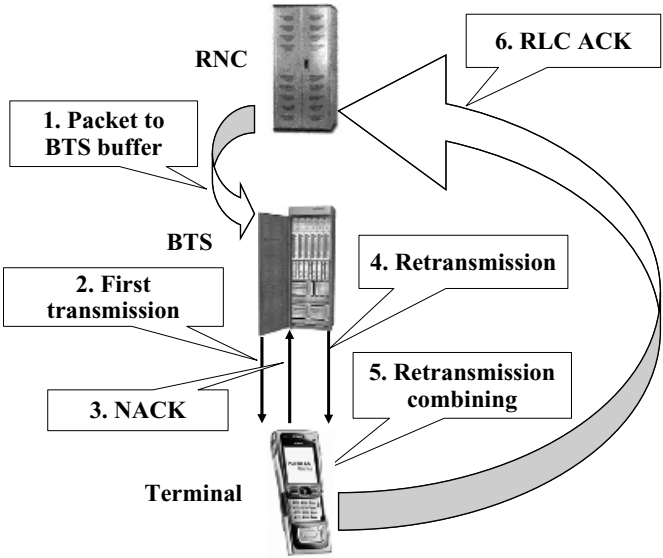 RNC
6. RLC ACK
1. Packet to
BTS buffer
BTS
2. First
transmission
4. Retransmission
3. NACK
5. Retransmission
combining
Terminal